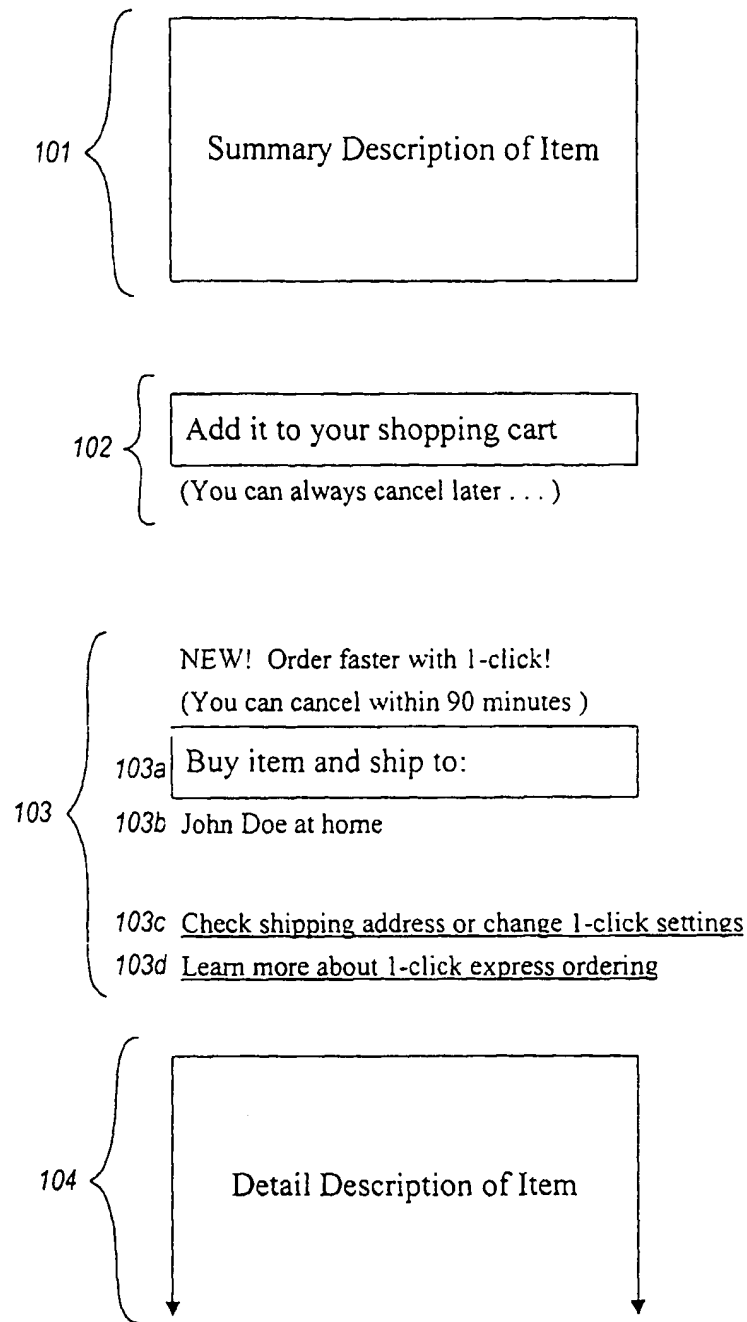 101 Summary Description of Item
102 Add it to your shopping cart
(You can always cancel later . . . )
NEW! Order faster with 1-click!
(You can cancel within 90 minutes )
103a Buy item and ship to:
103
103b John Doe at home
103c Check shipping address or change 1-click settings
103d Learn more about 1-click express ordering
104 Detail Description of Item